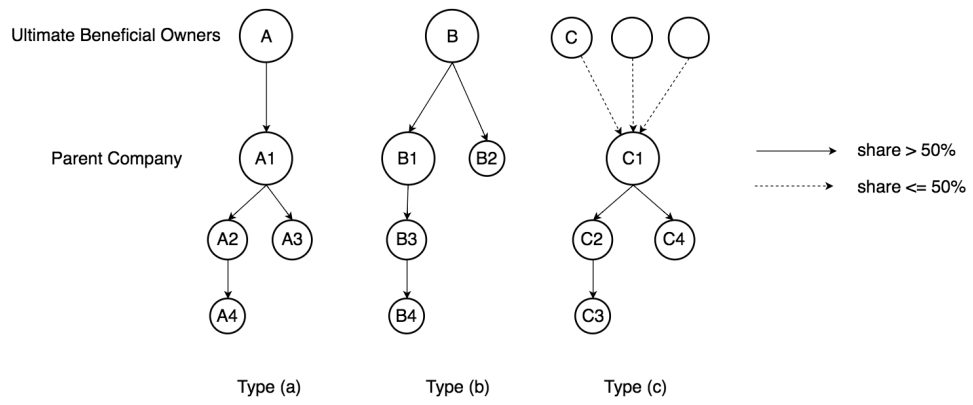 Ultimate Beneficial Owners
A
B
C
Parent Company
A1
B1
B2
C1
share > 50%
share <= 50%
A2
A3
B3
C2
C4
A4
B4
C3
Type (a)
Type (b)
Type (c)